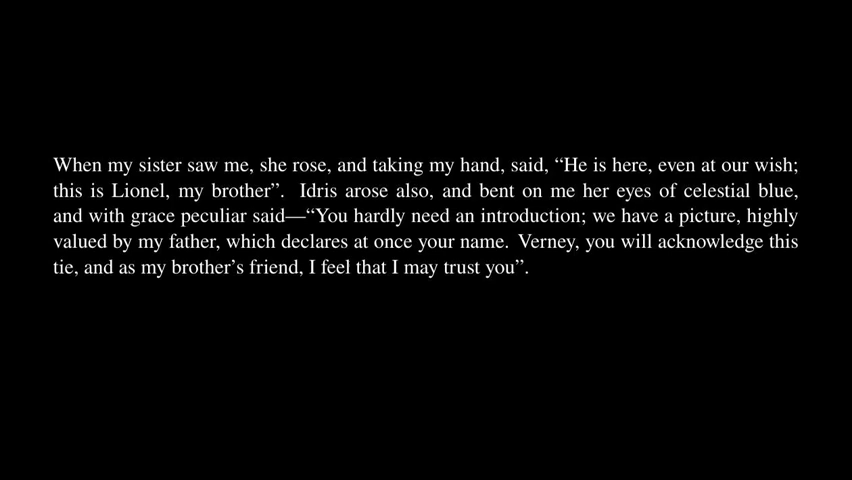 When my sister saw me, she rose, and taking my hand, said, “He is here, even at our wish;
this is Lionel, my brother”. Idris arose also, and bent on me her eyes of celestial blue,
and with grace peculiar said—“You hardly need an introduction; we have a picture, highly
valued by my father, which declares at once your name. Verney, you will acknowledge this
tie, and as my brother’s friend, I feel that I may trust you”.